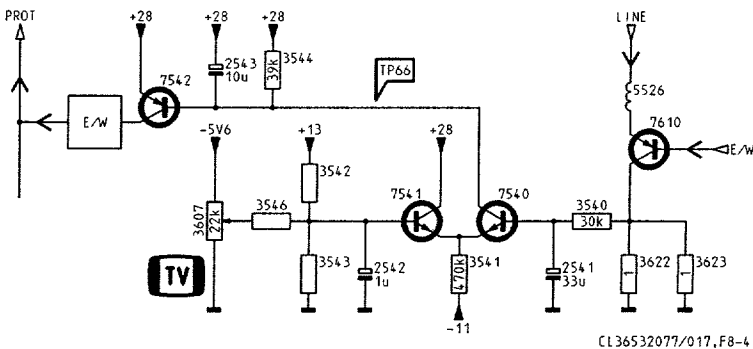 PROT
+28
+28
+28
LINE
7542
2543
10u
3544
39k
TP66
5526
7610
E/W
E/W
-5V6
+13
+28
3542
7541
7540
3607
22k
3546
3540
30k
3543
2542
1u
470k
3541
2541
33u
1
3622
1
3623
TV
-11
CL36532077/017,F8-4